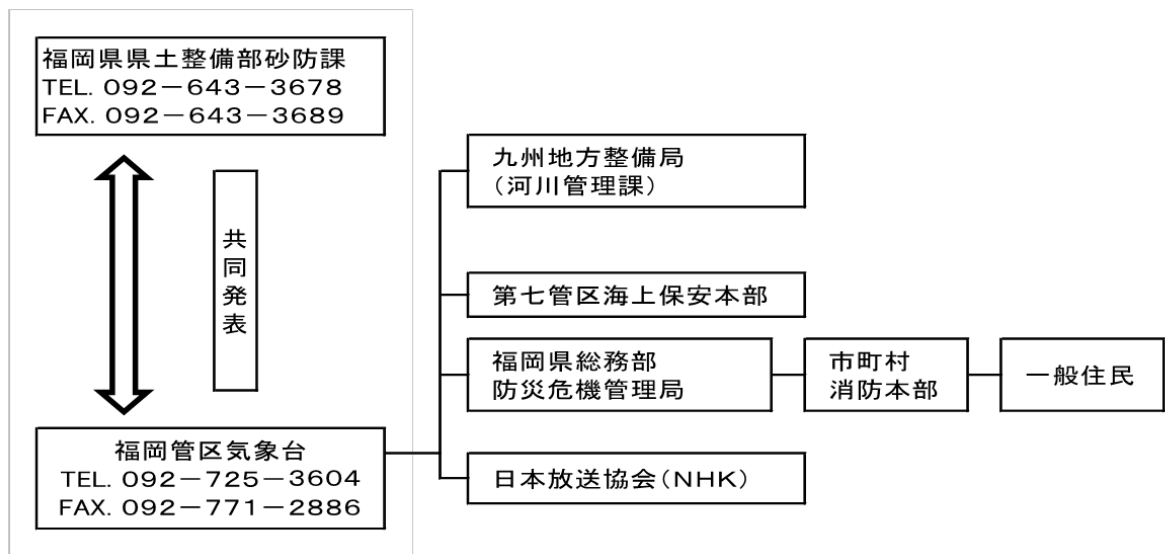 福岡県県土整備部砂防課
TEL. 092－643－3678
FAX. 092－643－3689
共同発表
福岡管区気象台
TEL. 092－725－3604
FAX. 092－771－2886
九州地方整備局
（河川管理課）
第七管区海上保安本部
福岡県総務部
防災危機管理局
市町村
消防本部
一般住民
日本放送協会（NHK）